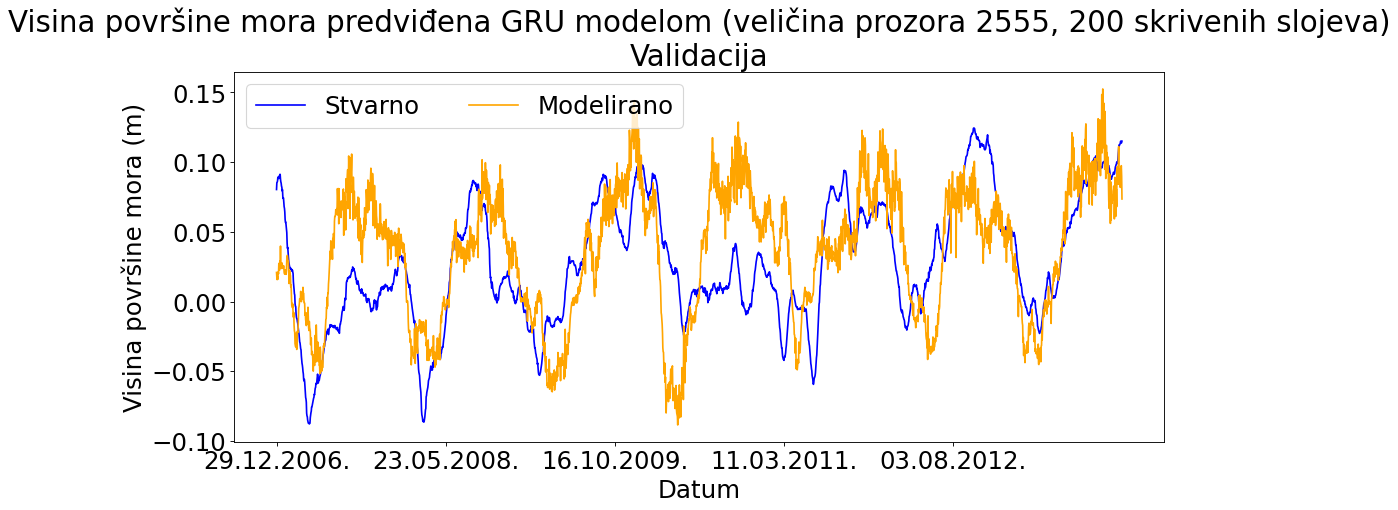 Visina površine mora predviđena GRU modelom (veličina prozora 2555, 200 skrivenih slojeva)
Validacija
Stvarno Modelirano
Visina površine mora (m)
0.15
0.10
0.05
0.00
−0.05
−0.10
29.12.2006. 23.05.2008. 16.10.2009. 11.03.2011. 03.08.2012.
Datum